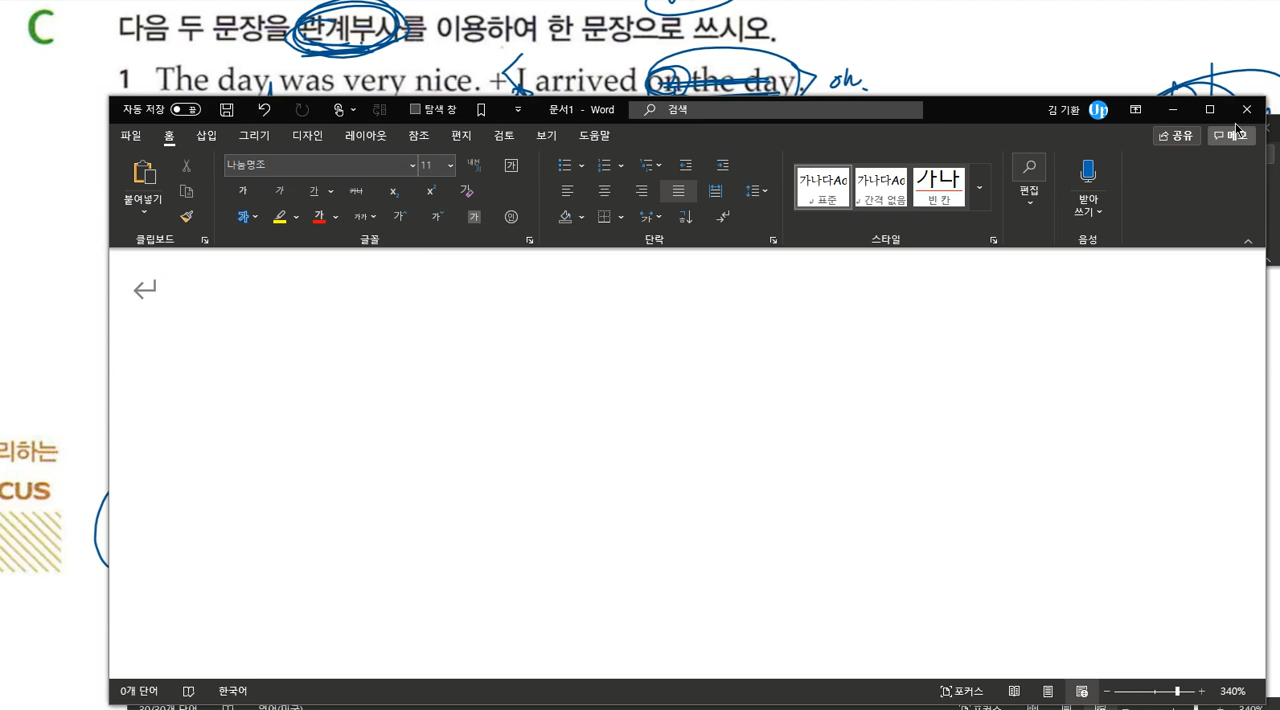 C 다음 두 문장을 관계부사를 이용하여 한 문장으로 쓰시오.
1 The day was very nice. + I arrived on the day.
자동 저장 끔 탐색 창 문서1 - Word 검색 김 기환
파일 홈 삽입 그리기 디자인 레이아웃 참조 편지 검토 보기 도움말 공유 메모
붙여넣기 나눔명조 11 가나다Ac 가나다Ac 가나 편집 받아쓰기
표준 간격 없음 빈 칸
클립보드 글꼴 단락 스타일 음성
리하는
CUS
0개 단어 한국어 포커스 340%